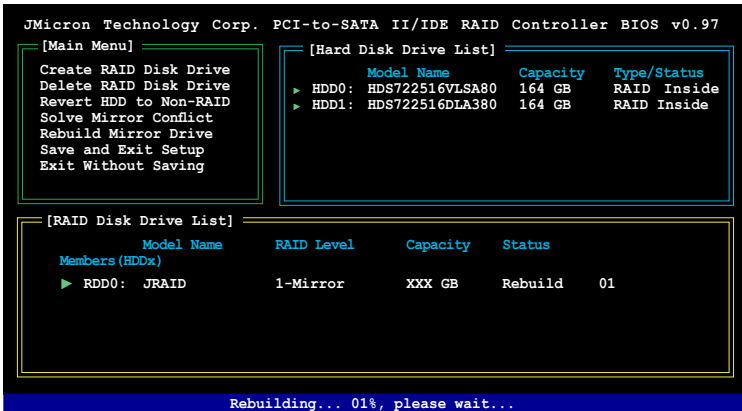 JMicron Technology Corp. PCI-to-SATA II/IDE RAID Controller BIOS v0.97
[Main Menu]
Create RAID Disk Drive
Delete RAID Disk Drive
Revert HDD to Non-RAID
Solve Mirror Conflict
Rebuild Mirror Drive
Save and Exit Setup
Exit Without Saving
[Hard Disk Drive List]
Model Name Capacity Type/Status
HDD0: HDS722516VLSA80 164 GB RAID Inside
HDD1: HDS722516DLA380 164 GB RAID Inside
[RAID Disk Drive List]
Model Name RAID Level Capacity Status
Members(HDDx)
RDD0: JRAID 1-Mirror XXX GB Rebuild 01
Rebuilding... 01%, please wait...